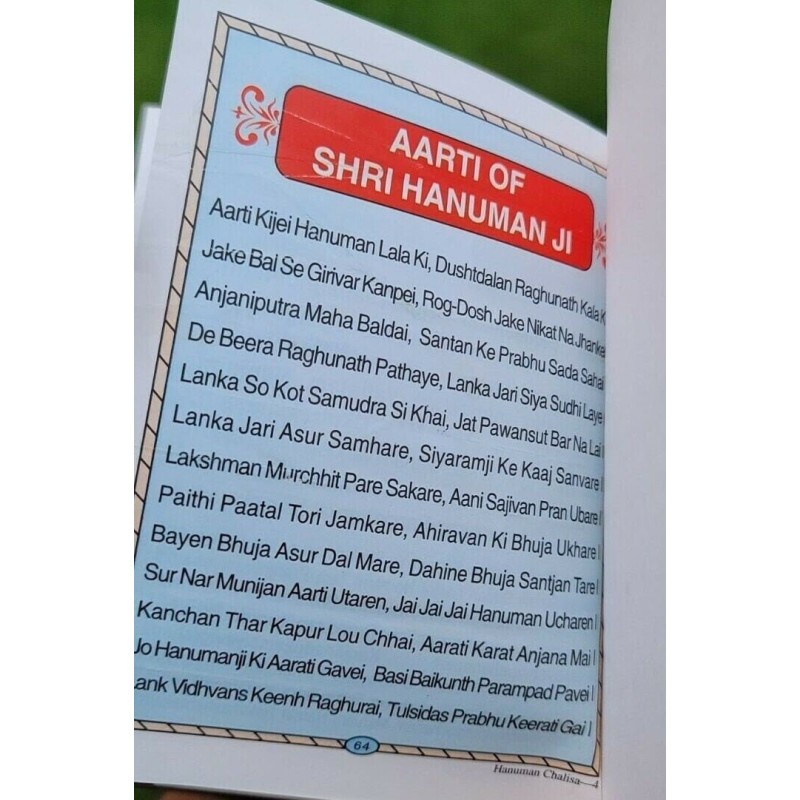 AARTI OF
SHRI HANUMAN JI
Aarti Kijei Hanuman Lala Ki, Dushtdalan Raghunath Kala
Jake Bal Se Girivar Kanpei, Rog-Dosh Jake Nikat Na
Anjaniputra Maha Baldai, Santan Ke Prabhu Sada Sahai
De Beera Raghunath Pathaye, Lanka Jari Siya Sudhi Laye
Lanka So Kot Samudra Si Khai, Jat Pawansut Bar Na Lai |
Lanka Jari Asur Samhare, Siyaramji Ke Kaaj Sanvare |
Lakshman Murchhit Pare Sakare, Aani Sajivan Pran Ubare |
Paithi Paatal Tori Jamkare, Ahiravan Ki Bhuja Ukhare |
Bayen Bhuja Asur Dal Mare, Dahine Bhuja Santjan Tare |
Sur Nar Munijan Aarti Utaren, Jai Jai Jai Hanuman Ucharen |
Kanchan Thar Kapur Lou Chhai, Aarati Karat Anjana Mai |
Jo Hanumanji Ki Aarati Gavei, Basi Baikunth Parampad Pavei |
Vidhvans Keenh Raghurai, Tulsidas Prabhu Keerati Gai |
64
Hanuman Chalisa—4